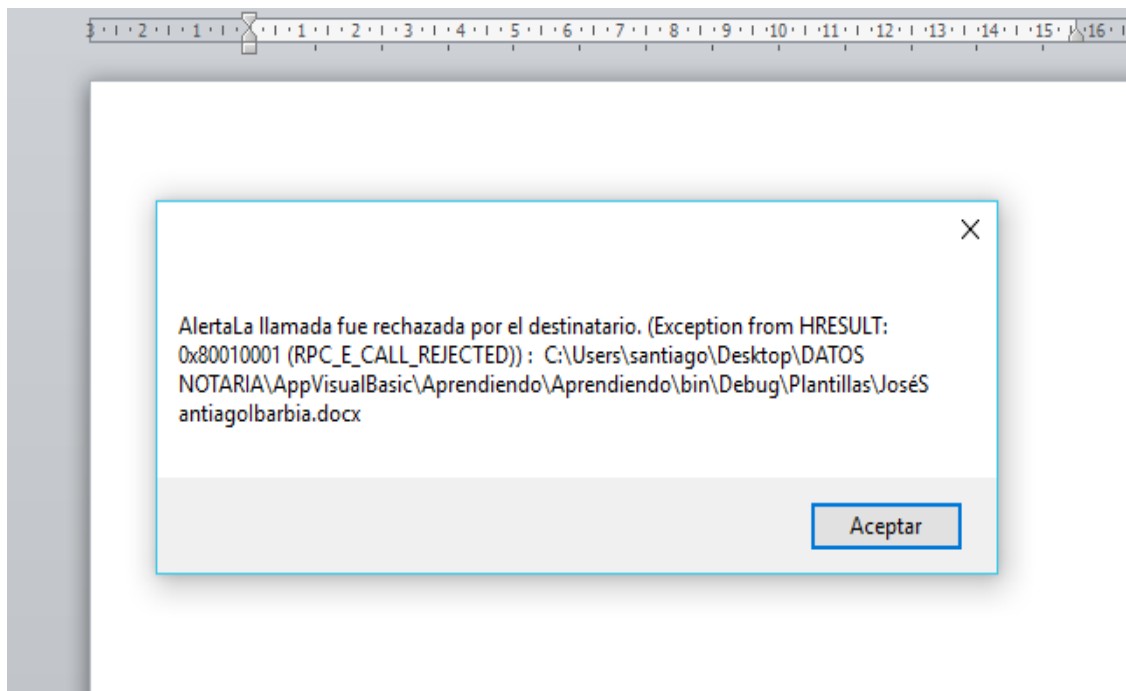 3 2 1 1 2 3 4 5 6 7 8 9 10 11 12 13 14 15 16
AlertaLa llamada fue rechazada por el destinatario. (Exception from HRESULT:
0x80010001 (RPC_E_CALL_REJECTED)) :  C:\Users\santiago\Desktop\DATOS
NOTARIA\AppVisualBasic\Aprendiendo\Aprendiendo\bin\Debug\Plantillas\JoséS
antiagoIbarbia.docx
Aceptar